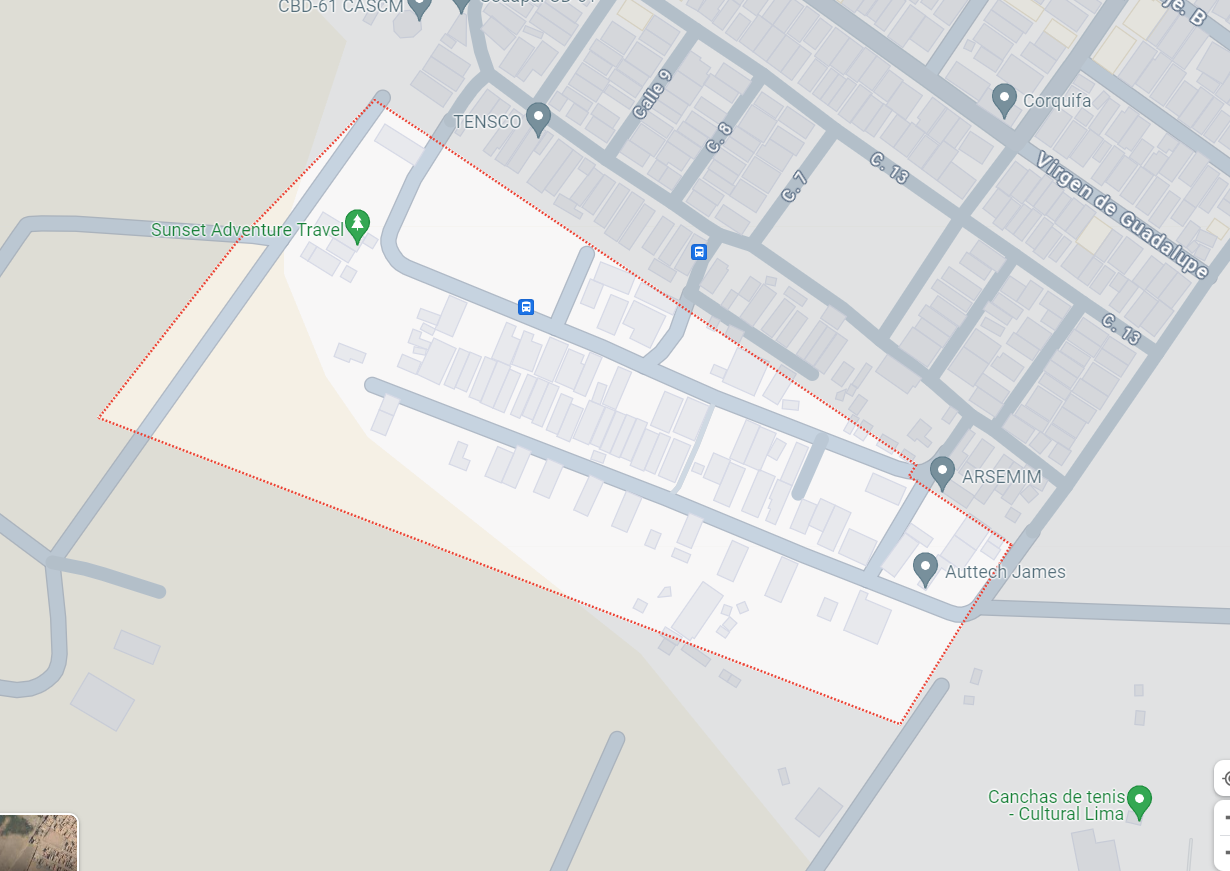 CBD-61 CASCM
je. B
Corquifa
Calle 9
TENSCO
C. 8
C. 13
C. 7
Virgen de Guadalupe
Sunset Adventure Travel
C. 13
ARSEMIM
Auttech James
Canchas de tenis
- Cultural Lima